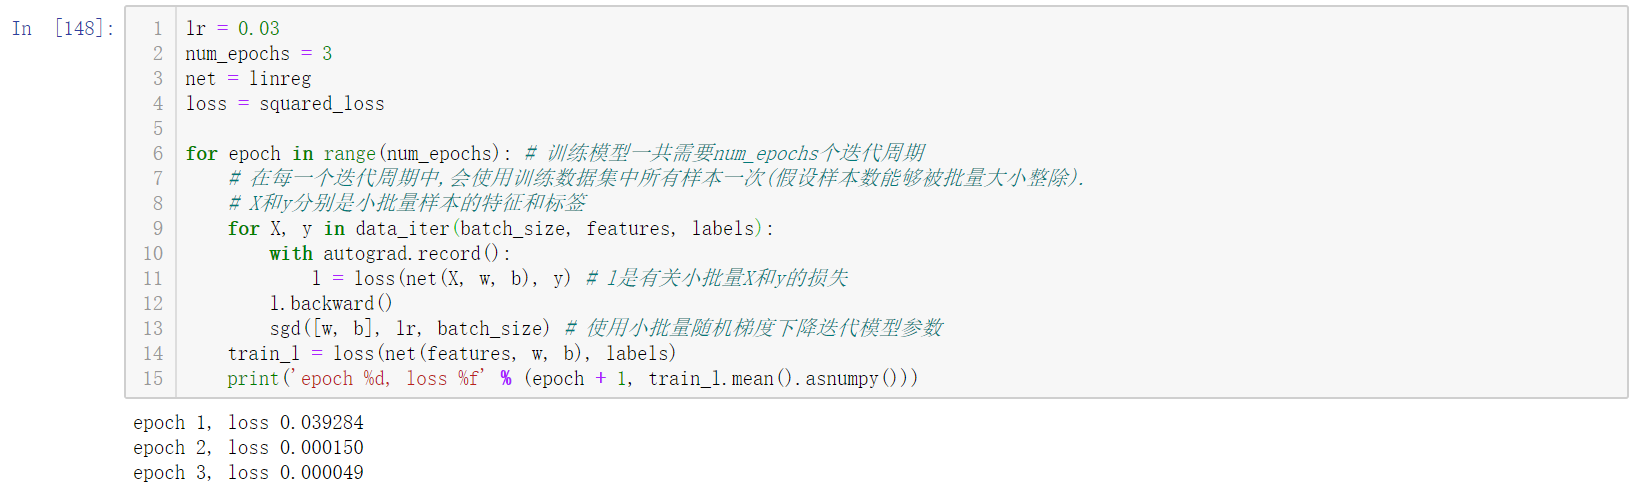 In [148]:
1 lr = 0.03
2 num_epochs = 3
3 net = linreg
4 loss = squared_loss
5
6 for epoch in range(num_epochs): # 训练模型一共需要num_epochs个迭代周期
7     # 在每一个迭代周期中,会使用训练数据集中所有样本一次(假设样本数能够被批量大小整除).
8     # X和y分别是小批量样本的特征和标签
9     for X, y in data_iter(batch_size, features, labels):
10         with autograd.record():
11             l = loss(net(X, w, b), y) # l是有关小批量X和y的损失
12         l.backward()
13         sgd([w, b], lr, batch_size) # 使用小批量随机梯度下降迭代模型参数
14     train_l = loss(net(features, w, b), labels)
15     print('epoch %d, loss %f' % (epoch + 1, train_l.mean().asnumpy()))
epoch 1, loss 0.039284
epoch 2, loss 0.000150
epoch 3, loss 0.000049